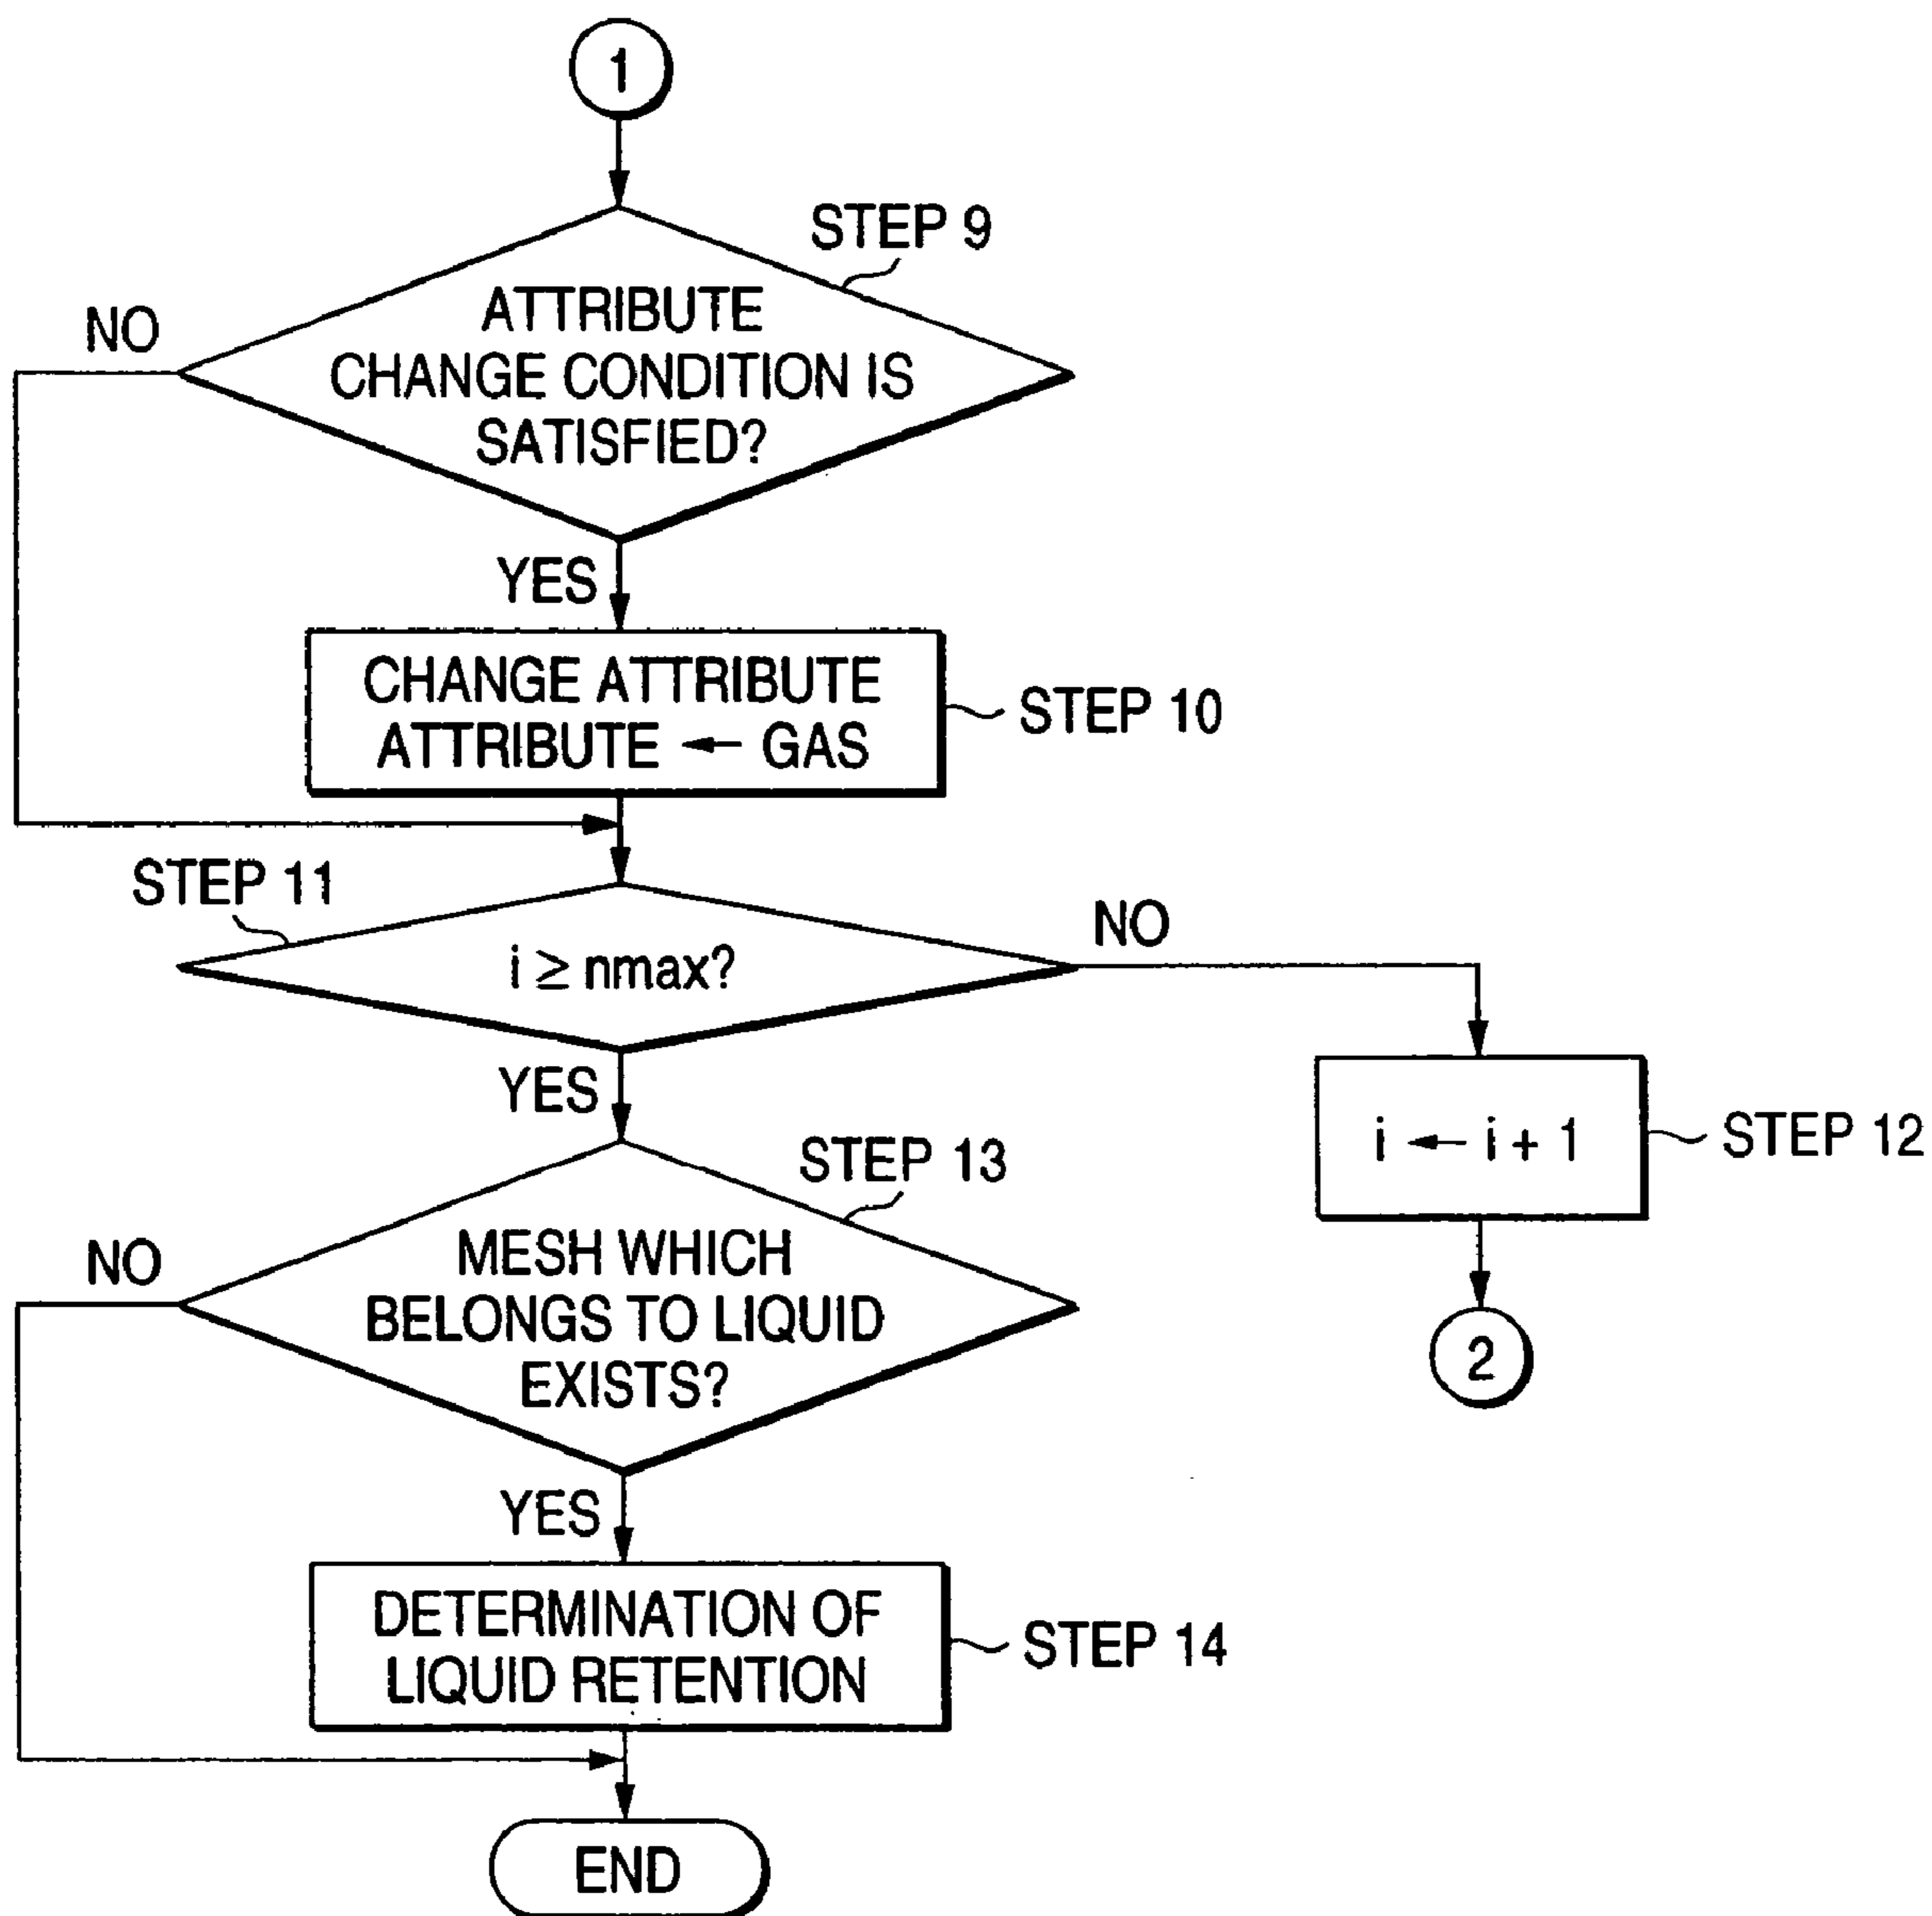 1
STEP 9
NO
ATTRIBUTE
CHANGE CONDITION IS
SATISFIED?
YES
CHANGE ATTRIBUTE
ATTRIBUTE ← GAS
STEP 10
STEP 11
i ≥ nmax?
NO
YES
i ← i + 1
STEP 12
2
STEP 13
NO
MESH WHICH
BELONGS TO LIQUID
EXISTS?
YES
DETERMINATION OF
LIQUID RETENTION
STEP 14
END